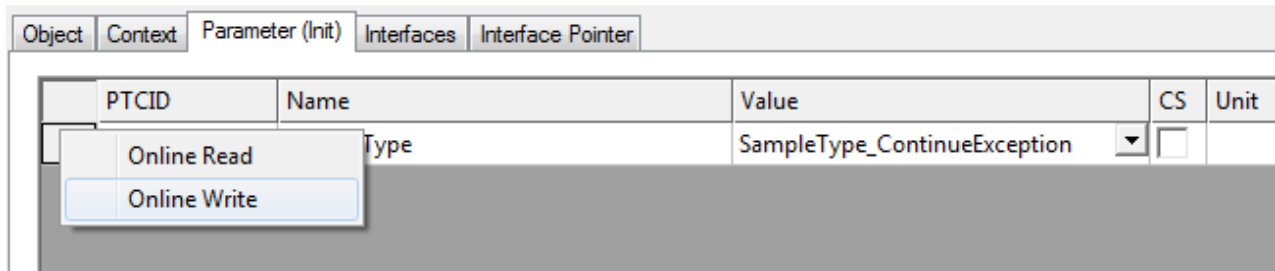 Object Context Parameter (Init) Interfaces Interface Pointer
PTCID Name Value CS Unit
Type SampleType_ContinueException
Online Read
Online Write